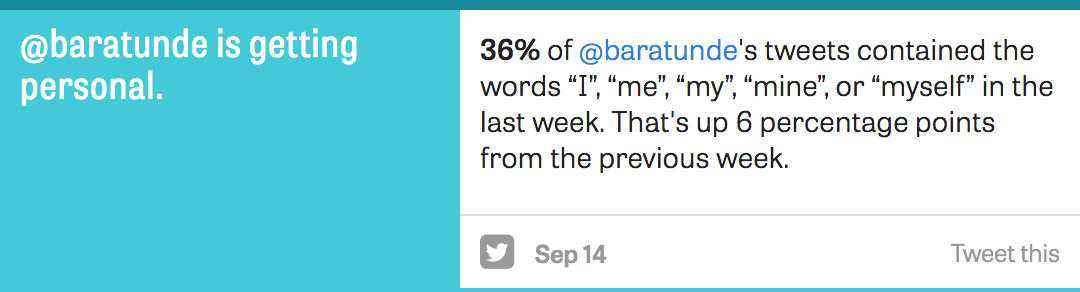 @baratunde is getting
personal.
36% of @baratunde's tweets contained the
words “I”, “me”, “my”, “mine”, or “myself” in the
last week. That's up 6 percentage points
from the previous week.
Sep 14
Tweet this